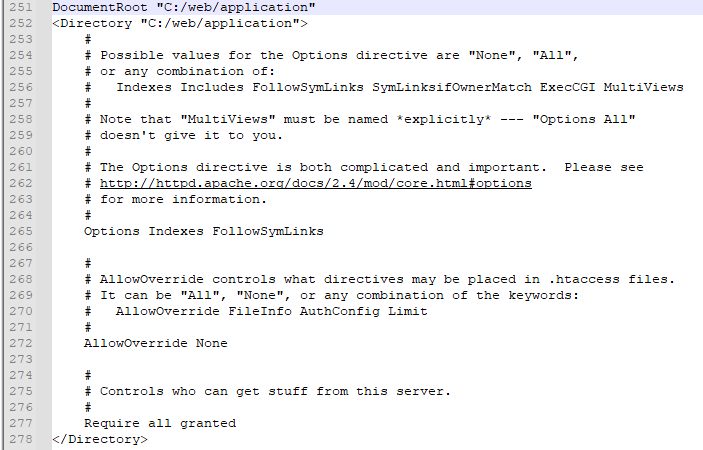 251 DocumentRoot "C:/web/application"
252 <Directory "C:/web/application">
253     #
254     # Possible values for the Options directive are "None", "All",
255     # or any combination of:
256     #   Indexes Includes FollowSymLinks SymLinksifOwnerMatch ExecCGI MultiViews
257     #
258     # Note that "MultiViews" must be named *explicitly* --- "Options All"
259     # doesn't give it to you.
260     #
261     # The Options directive is both complicated and important.  Please see
262     # http://httpd.apache.org/docs/2.4/mod/core.html#options
263     # for more information.
264     #
265     Options Indexes FollowSymLinks
266
267     #
268     # AllowOverride controls what directives may be placed in .htaccess files.
269     # It can be "All", "None", or any combination of the keywords:
270     #   AllowOverride FileInfo AuthConfig Limit
271     #
272     AllowOverride None
273
274     #
275     # Controls who can get stuff from this server.
276     #
277     Require all granted
278 </Directory>